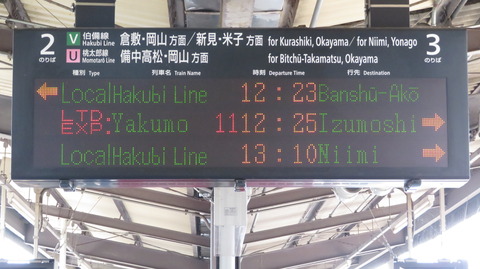 2 のりば V 伯備線 Hakubi Line 倉敷・岡山 方面/新見・米子 方面 for Kurashiki, Okayama / for Niimi, Yonago 3 のりば
U 桃太郎線 Momotarō Line 備中高松・岡山 方面 for Bitchū-Takamatsu, Okayama
種別 Type 列車名 Train Name 時刻 Departure Time 行先 Destination
← Local Hakubi Line 12:23 Banshū-Akō
LTD EXP: Yakumo 11 12:25 Izumoshi →
Local Hakubi Line 13:10 Niimi →